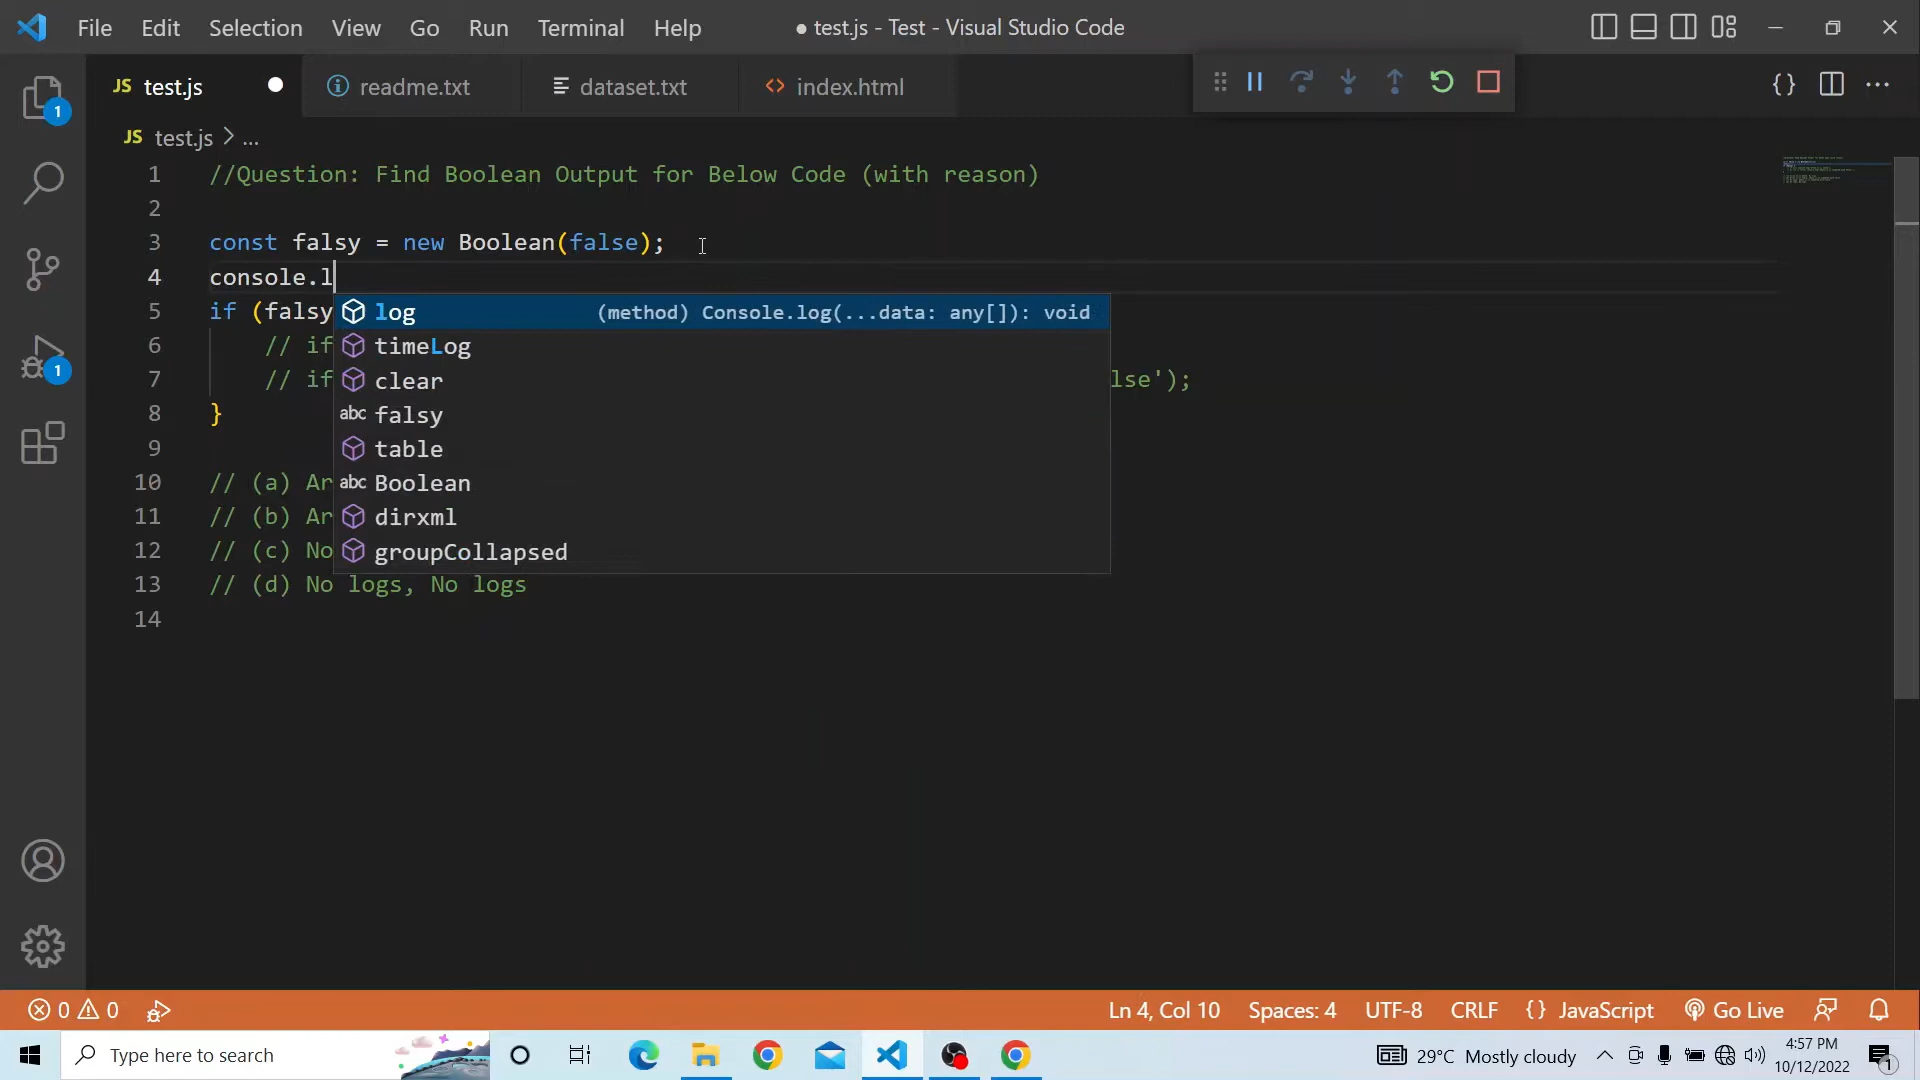 File Edit Selection View Go Run Terminal Help
● test.js - Test - Visual Studio Code
JS test.js
readme.txt
dataset.txt
index.html
JS test.js > ...
1 //Question: Find Boolean Output for Below Code (with reason)
2
3 const falsy = new Boolean(false);
4 console.l
5 if (falsy
log (method) Console.log(...data: any[]): void
6 // if
timeLog
7 // if
clear
lse');
8 }
falsy
9
table
10 // (a) Ar
Boolean
11 // (b) Ar
dirxml
12 // (c) No
groupCollapsed
13 // (d) No logs, No logs
14
1
1
0 0
Ln 4, Col 10 Spaces: 4 UTF-8 CRLF {} JavaScript Go Live
Type here to search
29°C Mostly cloudy
4:57 PM
10/12/2022
1